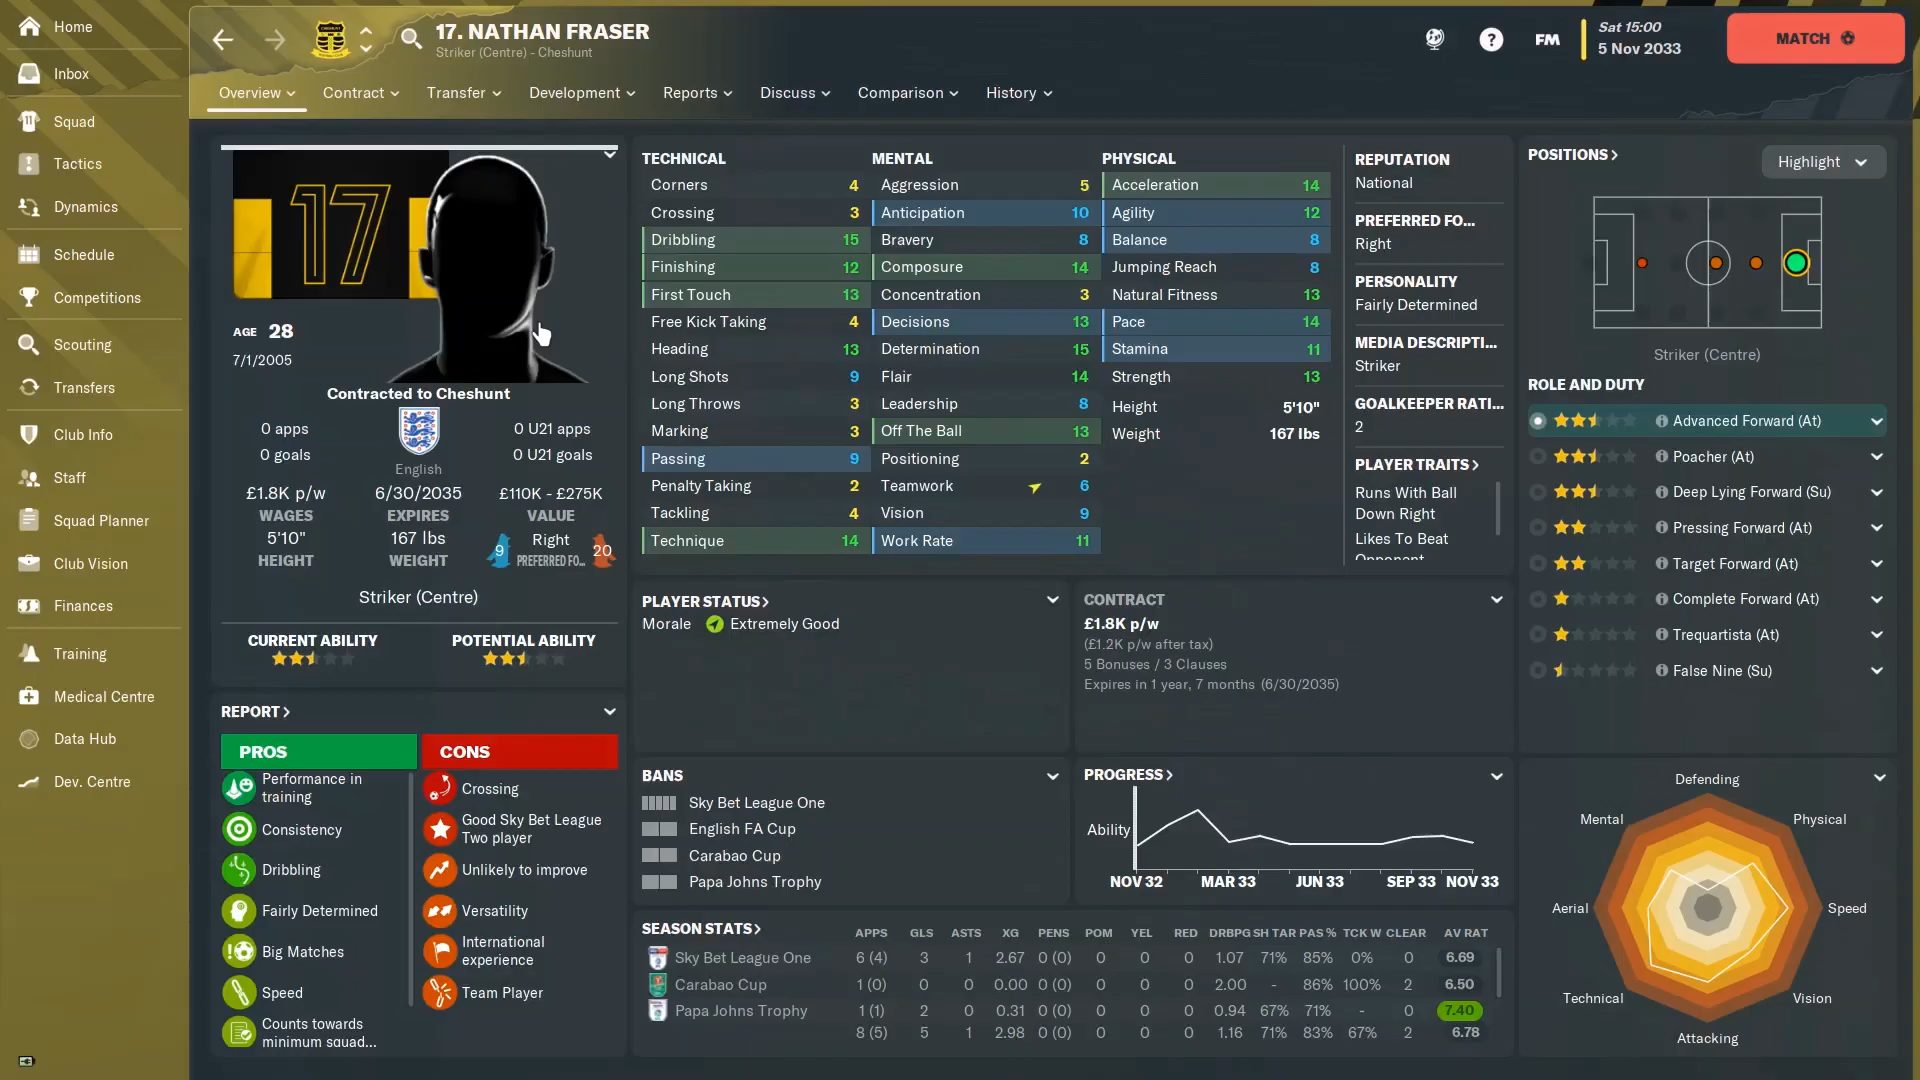 Home
Inbox
Squad
Tactics
Dynamics
Schedule
Competitions
Scouting
Transfers
Club Info
Staff
Squad Planner
Club Vision
Finances
Training
Medical Centre
Data Hub
Dev. Centre
17. NATHAN FRASER
Striker (Centre) - Cheshunt
FM
Sat 15:00
5 Nov 2033
MATCH
Overview Contract Transfer Development Reports Discuss Comparison History
17
AGE 28
7/1/2005
Contracted to Cheshunt
0 apps 0 U21 apps
0 goals 0 U21 goals
English
£1.8K p/w 6/30/2035 £110K - £275K
WAGES EXPIRES VALUE
5'10" 167 lbs 9 Right 20
HEIGHT WEIGHT PREFERRED FO...
Striker (Centre)
CURRENT ABILITY POTENTIAL ABILITY
REPORT
PROS
Performance in
training
Consistency
Dribbling
Fairly Determined
Big Matches
Speed
Counts towards
minimum squad...
CONS
Crossing
Good Sky Bet League
Two player
Unlikely to improve
Versatility
International
experience
Team Player
TECHNICAL
Corners 4
Crossing 3
Dribbling 15
Finishing 12
First Touch 13
Free Kick Taking 4
Heading 13
Long Shots 9
Long Throws 3
Marking 3
Passing 9
Penalty Taking 2
Tackling 4
Technique 14
MENTAL
Aggression 5
Anticipation 10
Bravery 8
Composure 14
Concentration 3
Decisions 13
Determination 15
Flair 14
Leadership 8
Off The Ball 13
Positioning 2
Teamwork 6
Vision 9
Work Rate 11
PHYSICAL
Acceleration 14
Agility 12
Balance 8
Jumping Reach 8
Natural Fitness 13
Pace 14
Stamina 11
Strength 13
Height 5'10"
Weight 167 lbs
REPUTATION
National
PREFERRED FO...
Right
PERSONALITY
Fairly Determined
MEDIA DESCRIPTI...
Striker
GOALKEEPER RATI...
2
PLAYER TRAITS
Runs With Ball
Down Right
Likes To Beat
Opponent
POSITIONS
Highlight
Striker (Centre)
ROLE AND DUTY
Advanced Forward (At)
Poacher (At)
Deep Lying Forward (Su)
Pressing Forward (At)
Target Forward (At)
Complete Forward (At)
Trequartista (At)
False Nine (Su)
PLAYER STATUS
Morale Extremely Good
CONTRACT
£1.8K p/w
(£1.2K p/w after tax)
5 Bonuses / 3 Clauses
Expires in 1 year, 7 months (6/30/2035)
BANS
Sky Bet League One
English FA Cup
Carabao Cup
Papa Johns Trophy
PROGRESS
Ability
NOV 32 MAR 33 JUN 33 SEP 33 NOV 33
SEASON STATS APPS GLS ASTS XG PENS POM YEL RED DRBPG SH TAR PAS % TCK W CLEAR AV RAT
Sky Bet League One 6 (4) 3 1 2.67 0 (0) 0 0 0 1.07 71% 85% 0% 0 6.69
Carabao Cup 1 (0) 0 0 0.00 0 (0) 0 0 0 2.00 - 86% 100% 2 6.50
Papa Johns Trophy 1 (1) 2 0 0.31 0 (0) 0 0 0 0.94 67% 71% - 0 7.40
8 (5) 5 1 2.98 0 (0) 0 0 0 1.16 71% 83% 67% 2 6.78
Defending
Mental Physical
Aerial Speed
Technical Vision
Attacking